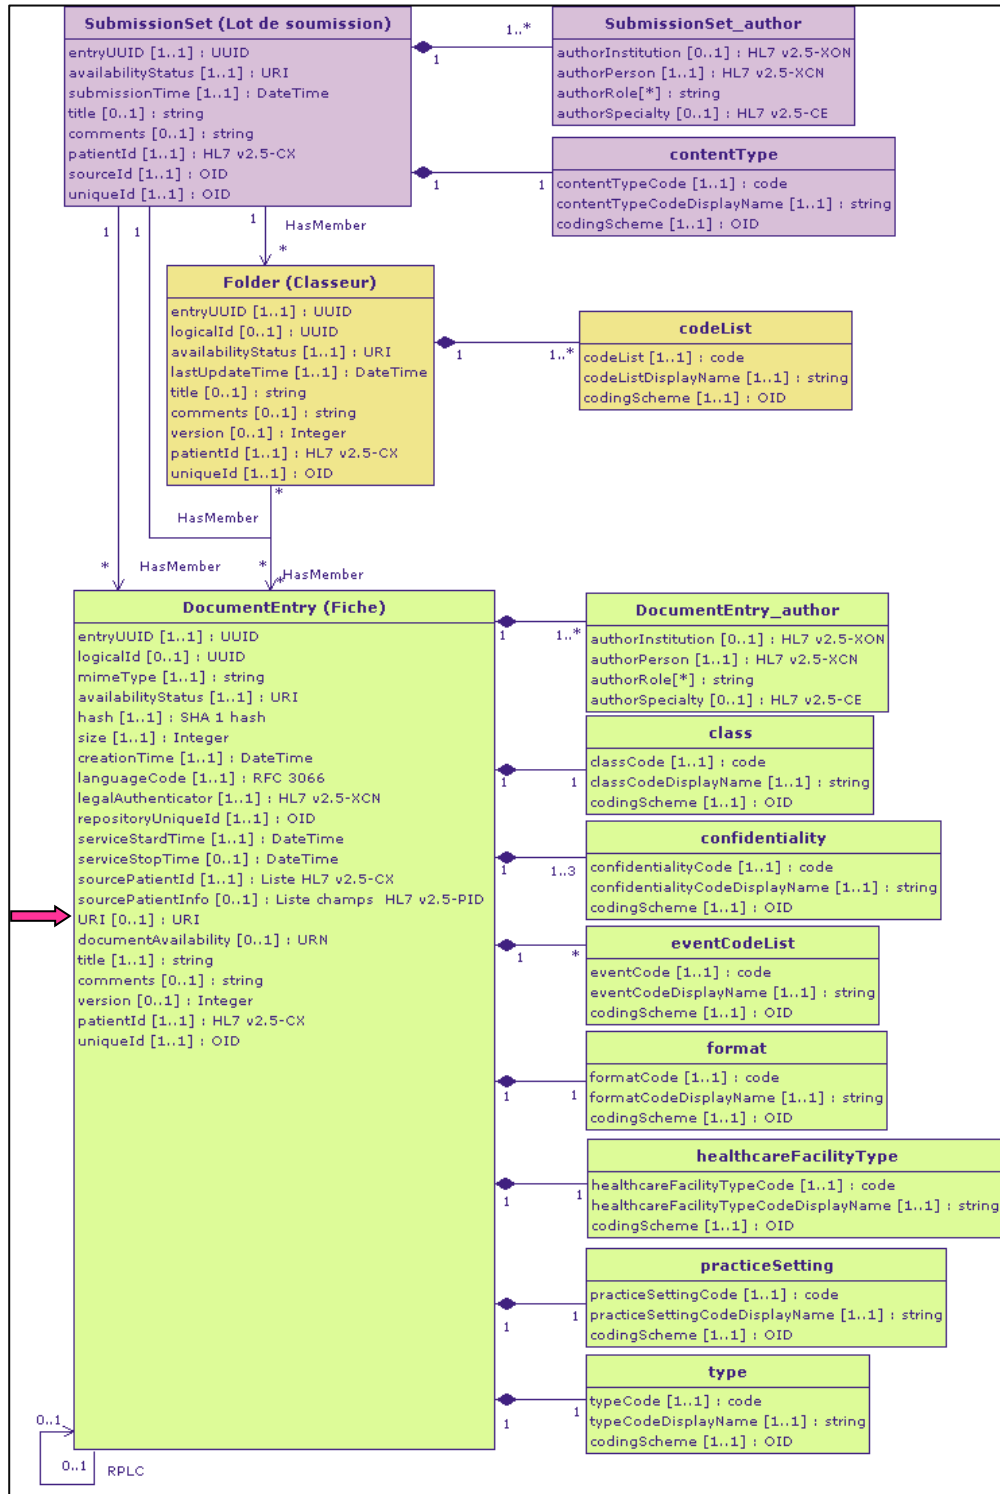 SubmissionSet (Lot de soumission)
entryUUID [1..1] : UUID
availabilityStatus [1..1] : URI
submissionTime [1..1] : DateTime
title [0..1] : string
comments [0..1] : string
patientId [1..1] : HL7 v2.5-CX
sourceId [1..1] : OID
uniqueId [1..1] : OID
1
1..*
SubmissionSet_author
authorInstitution [0..1] : HL7 v2.5-XON
authorPerson [1..1] : HL7 v2.5-XCN
authorRole[*] : string
authorSpecialty [0..1] : HL7 v2.5-CE
1
1
contentType
contentTypeCode [1..1] : code
contentTypeCodeDisplayName [1..1] : string
codingScheme [1..1] : OID
1
1
1
HasMember
*
Folder (Classeur)
entryUUID [1..1] : UUID
logicalId [0..1] : UUID
availabilityStatus [1..1] : URI
lastUpdateTime [1..1] : DateTime
title [0..1] : string
comments [0..1] : string
version [0..1] : Integer
patientId [1..1] : HL7 v2.5-CX
uniqueId [1..1] : OID
1
1..*
codeList
codeList [1..1] : code
codeListDisplayName [1..1] : string
codingScheme [1..1] : OID
*
HasMember
*
HasMember
*
*
HasMember
DocumentEntry (Fiche)
entryUUID [1..1] : UUID
logicalId [0..1] : UUID
mimeType [1..1] : string
availabilityStatus [1..1] : URI
hash [1..1] : SHA 1 hash
size [1..1] : Integer
creationTime [1..1] : DateTime
languageCode [1..1] : RFC 3066
legalAuthenticator [1..1] : HL7 v2.5-XCN
repositoryUniqueId [1..1] : OID
serviceStardTime [1..1] : DateTime
serviceStopTime [0..1] : DateTime
sourcePatientId [1..1] : Liste HL7 v2.5-CX
sourcePatientInfo [0..1] : Liste champs HL7 v2.5-PID
URI [0..1] : URI
documentAvailability [0..1] : URN
title [1..1] : string
comments [0..1] : string
version [0..1] : Integer
patientId [1..1] : HL7 v2.5-CX
uniqueId [1..1] : OID
1
1..*
DocumentEntry_author
authorInstitution [0..1] : HL7 v2.5-XON
authorPerson [1..1] : HL7 v2.5-XCN
authorRole[*] : string
authorSpecialty [0..1] : HL7 v2.5-CE
1
1
class
classCode [1..1] : code
classCodeDisplayName [1..1] : string
codingScheme [1..1] : OID
1
1..3
confidentiality
confidentialityCode [1..1] : code
confidentialityCodeDisplayName [1..1] : string
codingScheme [1..1] : OID
1
*
eventCodeList
eventCode [1..1] : code
eventCodeDisplayName [1..1] : string
codingScheme [1..1] : OID
1
1
format
formatCode [1..1] : code
formatCodeDisplayName [1..1] : string
codingScheme [1..1] : OID
1
1
healthcareFacilityType
healthcareFacilityTypeCode [1..1] : code
healthcareFacilityTypeCodeDisplayName [1..1] : string
codingScheme [1..1] : OID
1
1
practiceSetting
practiceSettingCode [1..1] : code
practiceSettingCodeDisplayName [1..1] : string
codingScheme [1..1] : OID
1
1
type
typeCode [1..1] : code
typeCodeDisplayName [1..1] : string
codingScheme [1..1] : OID
0..1
0..1
RPLC